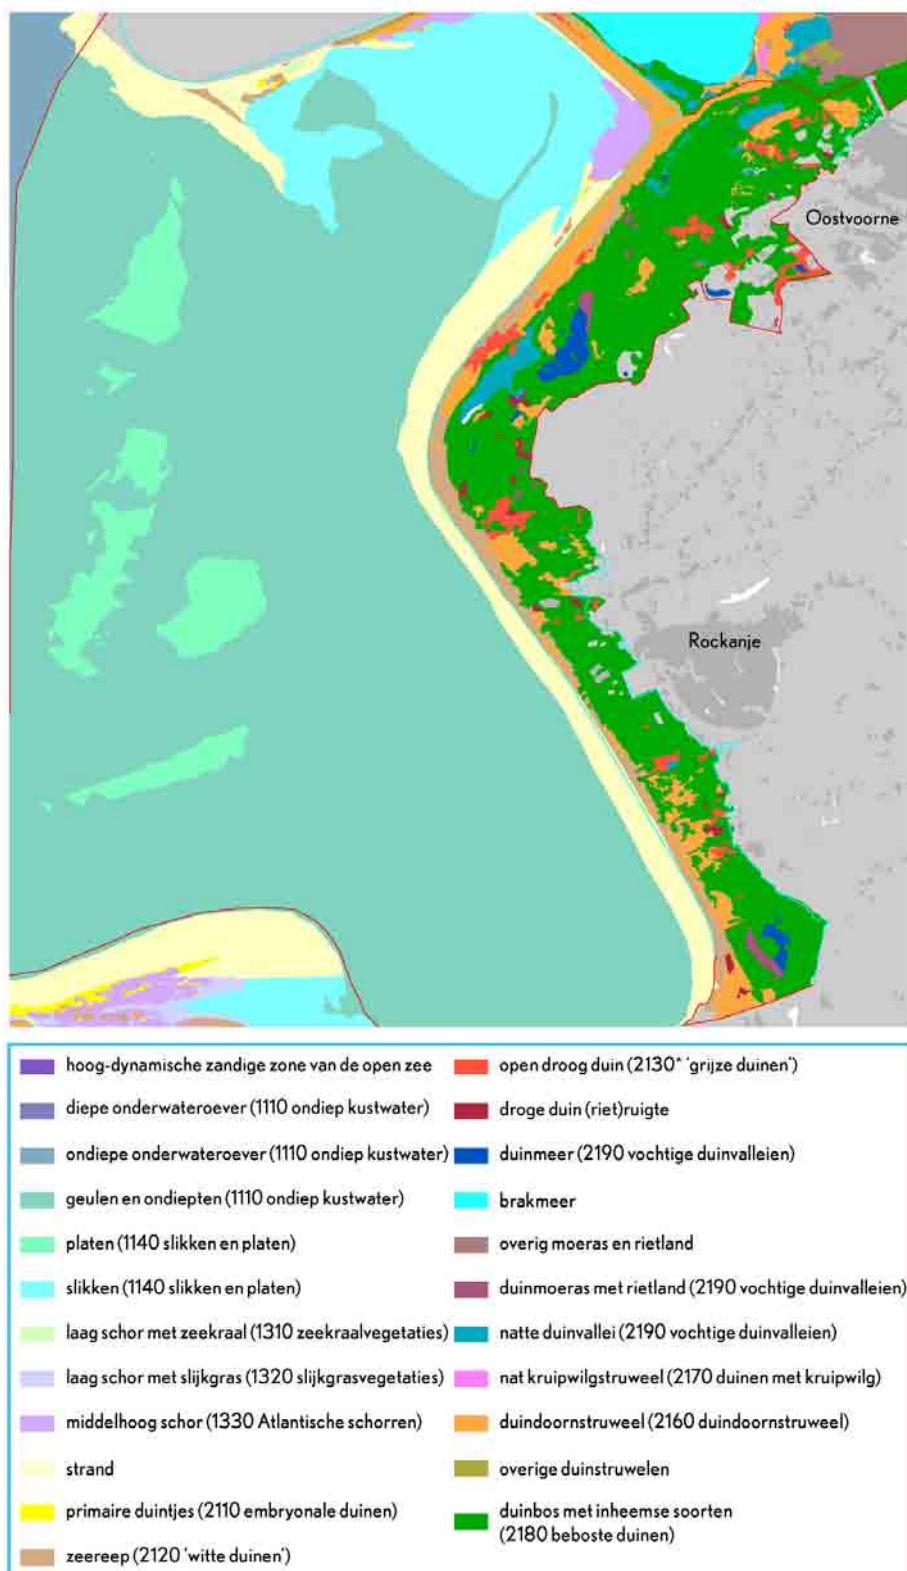 Oostvoorne
Rockanje
hoog-dynamische zandige zone van de open zee
diepe onderwateroever (1110 ondiep kustwater)
ondiepe onderwateroever (1110 ondiep kustwater)
geulen en ondiepten (1110 ondiep kustwater)
platen (1140 slikken en platen)
slikken (1140 slikken en platen)
laag schor met zeekraal (1310 zeekraalvegetaties)
laag schor met slijkgras (1320 slijkgrasvegetaties)
middelhoog schor (1330 Atlantische schorren)
strand
primaire duintjes (2110 embryonale duinen)
zeereep (2120 'witte duinen')
open droog duin (2130* 'grijze duinen')
droge duin (riet)ruigte
duinmeer (2190 vochtige duinvalleien)
brakmeer
overig moeras en rietland
duinmoeras met rietland (2190 vochtige duinvalleien)
natte duinvallei (2190 vochtige duinvalleien)
nat kruipwilgstruweel (2170 duinen met kruipwilg)
duindoornstruweel (2160 duindoornstruweel)
overige duinstruwelen
duinbos met inheemse soorten
(2180 beboste duinen)